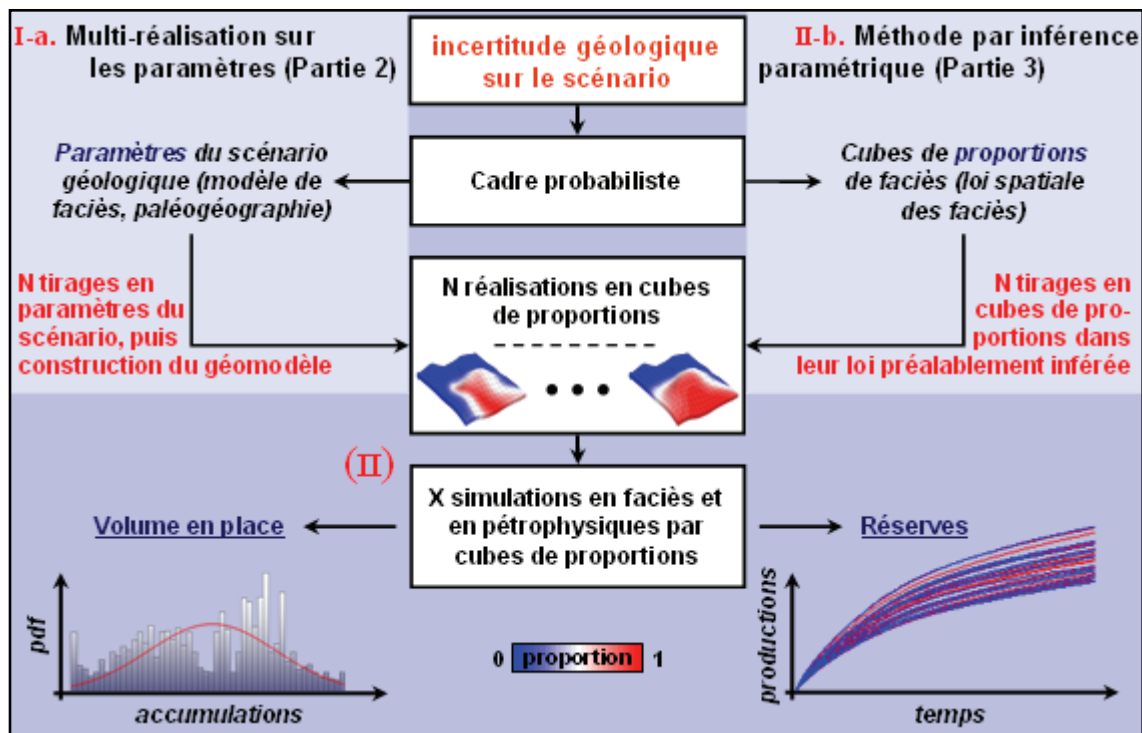 I-a. Multi-réalisation sur
les paramètres (Partie 2)
incertitude géologique
sur le scénario
II-b. Méthode par inférence
paramétrique (Partie 3)
Paramètres du scénario
géologique (modèle de
faciès, paléogéographie)
Cadre probabiliste
Cubes de proportions
de faciès (loi spatiale
des faciès)
N tirages en
paramètres du
scénario, puis
construction du géomodèle
N réalisations en cubes
de proportions
N tirages en
cubes de pro-
portions dans
leur loi préalablement inférée
(II)
X simulations en faciès et
en pétrophysiques par
cubes de proportions
Volume en place
Réserves
pdf
accumulations
0 proportion 1
productions
temps